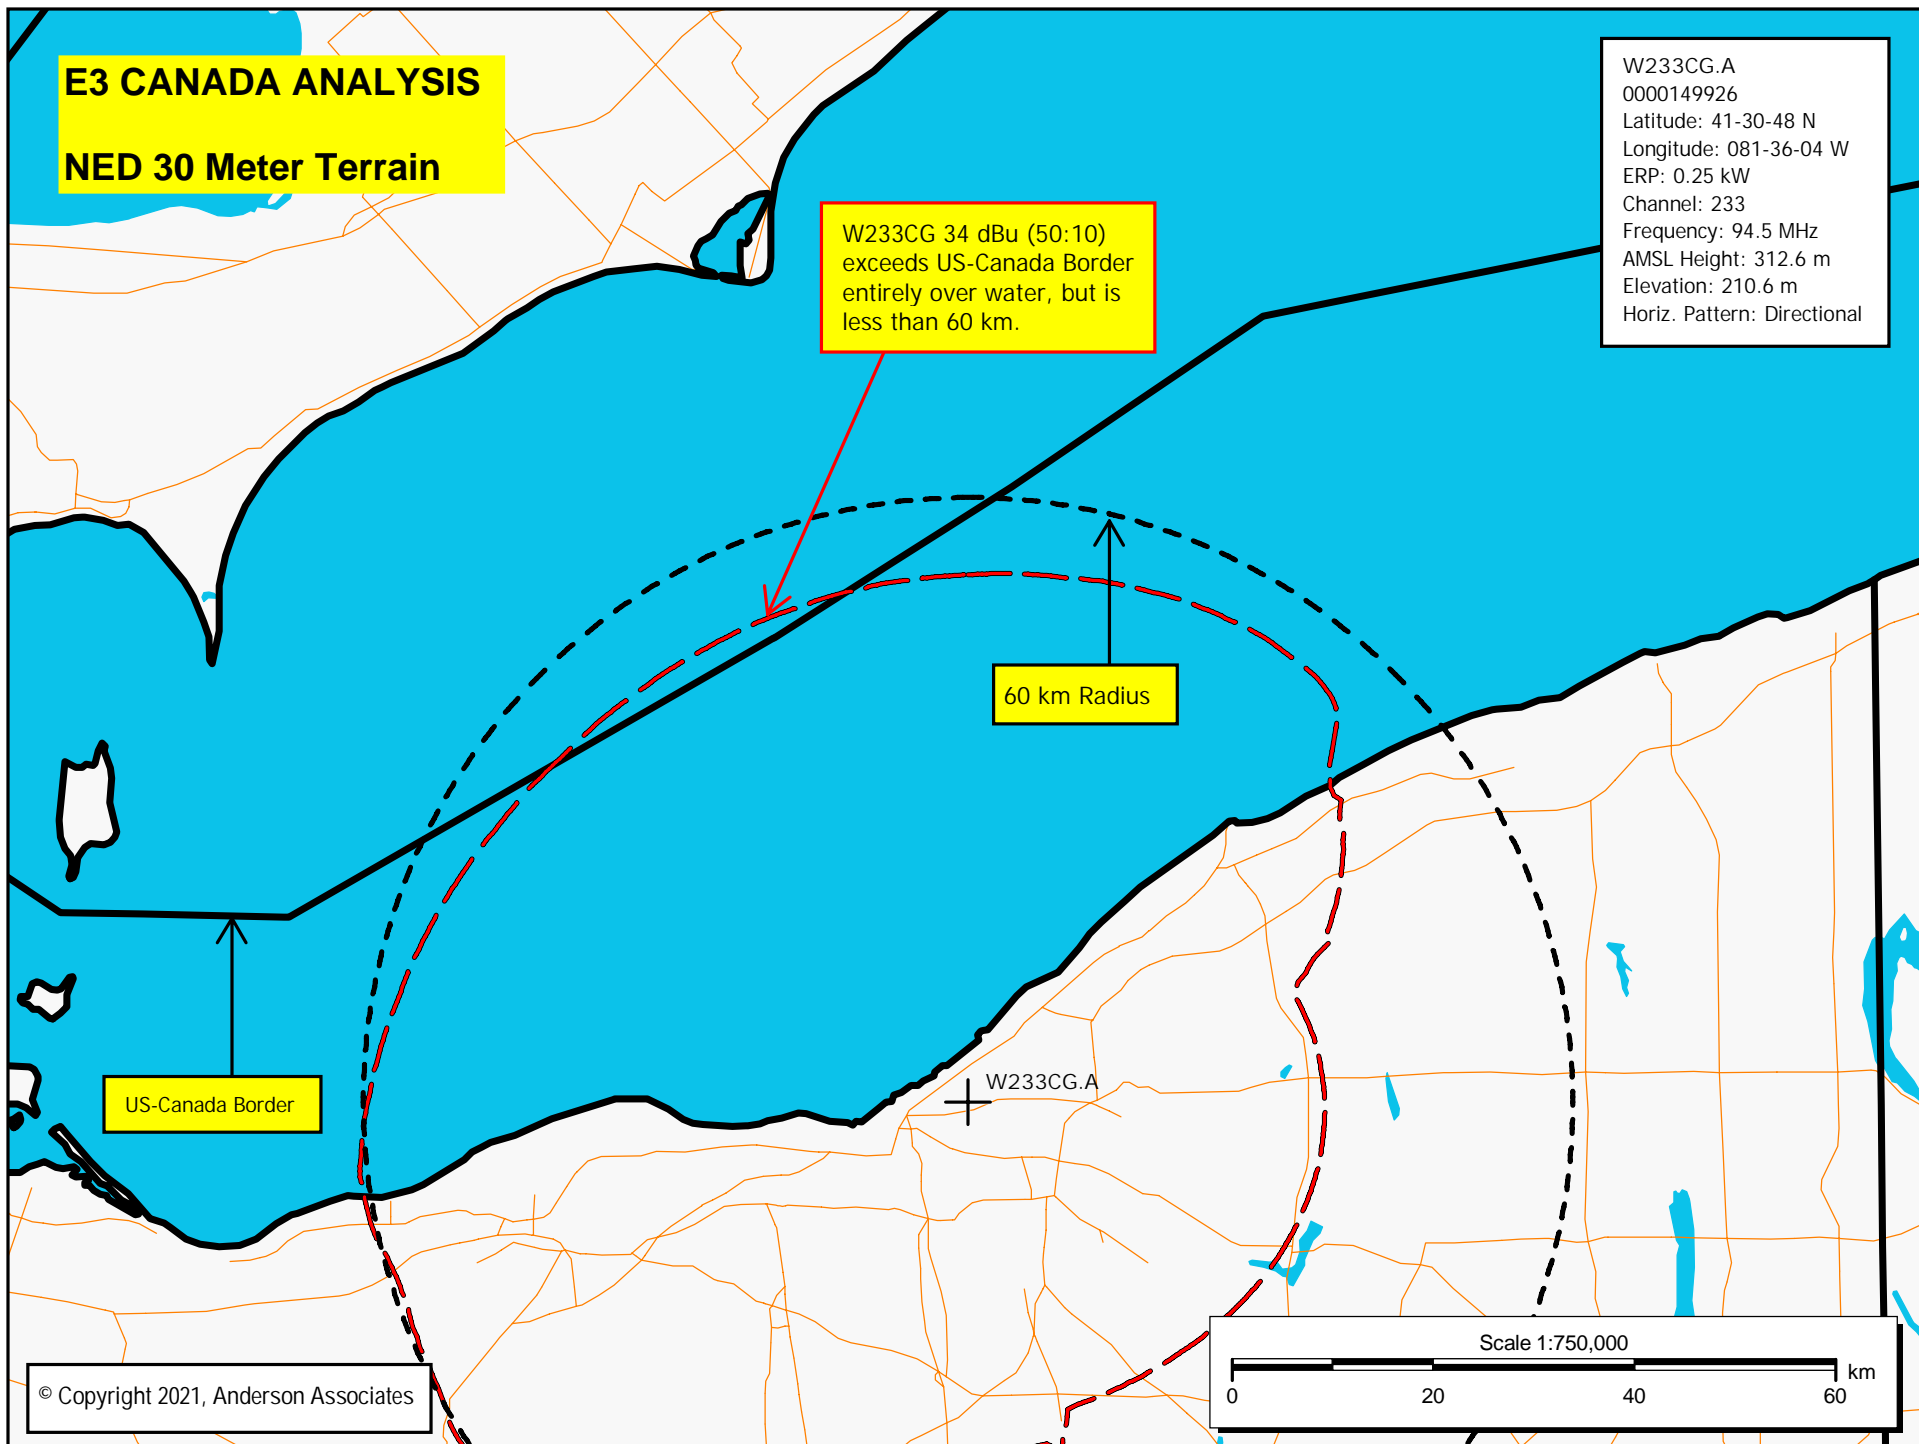 E3 CANADA ANALYSIS
NED 30 Meter Terrain
W233CG.A
0000149926
Latitude: 41-30-48 N
Longitude: 081-36-04 W
ERP: 0.25 kW
Channel: 233
Frequency: 94.5 MHz
AMSL Height: 312.6 m
Elevation: 210.6 m
Horiz. Pattern: Directional
W233CG 34 dBu (50:10)
exceeds US-Canada Border
entirely over water, but is
less than 60 km.
60 km Radius
W233CG.A
US-Canada Border
Scale 1:750,000
km
0 20 40 60
© Copyright 2021, Anderson Associates